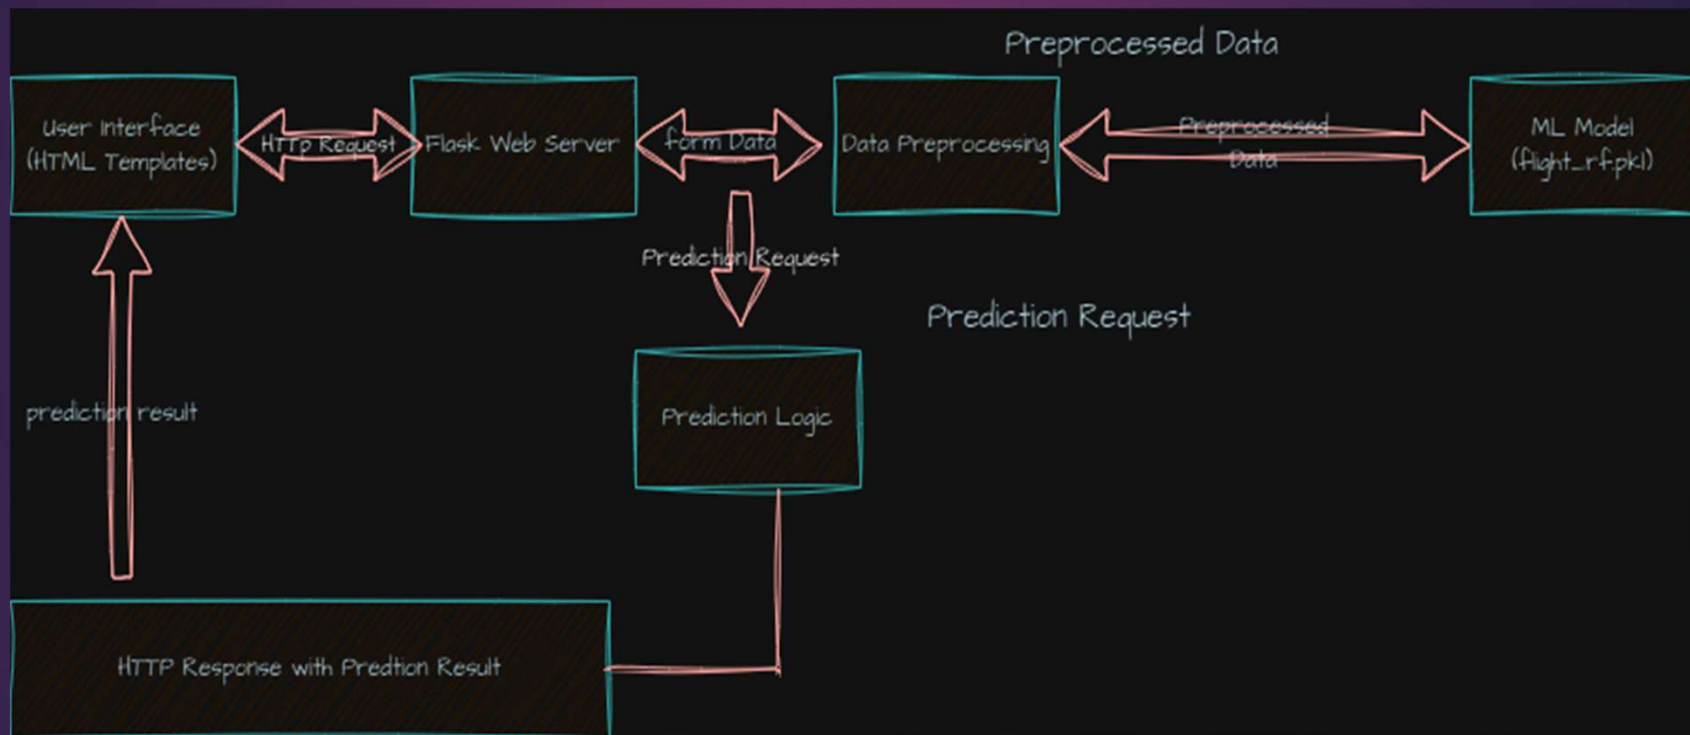 Preprocessed Data
User Interface
(HTML Templates)
HTTp Request
Flask Web Server
form Data
Data Preprocessing
Preprocessed
Data
ML Model
(flight_rf.pkl)
Prediction Request
Prediction Request
Prediction Logic
prediction result
HTTP Response with Predtion Result